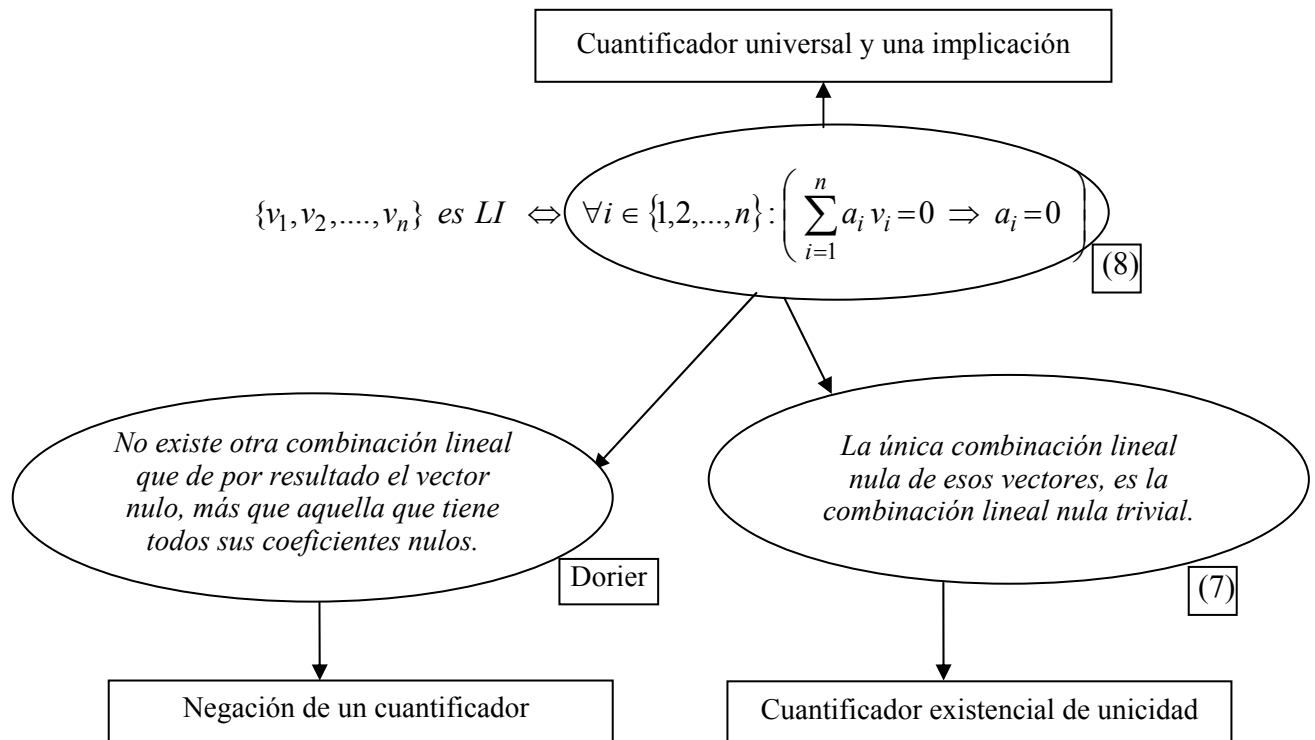 Cuantificador universal y una implicación
{v₁,v₂,....,vₙ} es LI ⇔ ∀i ∈ {1,2,...,n}: ( ∑ᵢ₌₁ⁿ aᵢ vᵢ = 0 ⇒ aᵢ = 0 )
(8)
No existe otra combinación lineal
que de por resultado el vector
nulo, más que aquella que tiene
todos sus coeficientes nulos.
Dorier
La única combinación lineal
nula de esos vectores, es la
combinación lineal nula trivial.
(7)
Negación de un cuantificador
Cuantificador existencial de unicidad